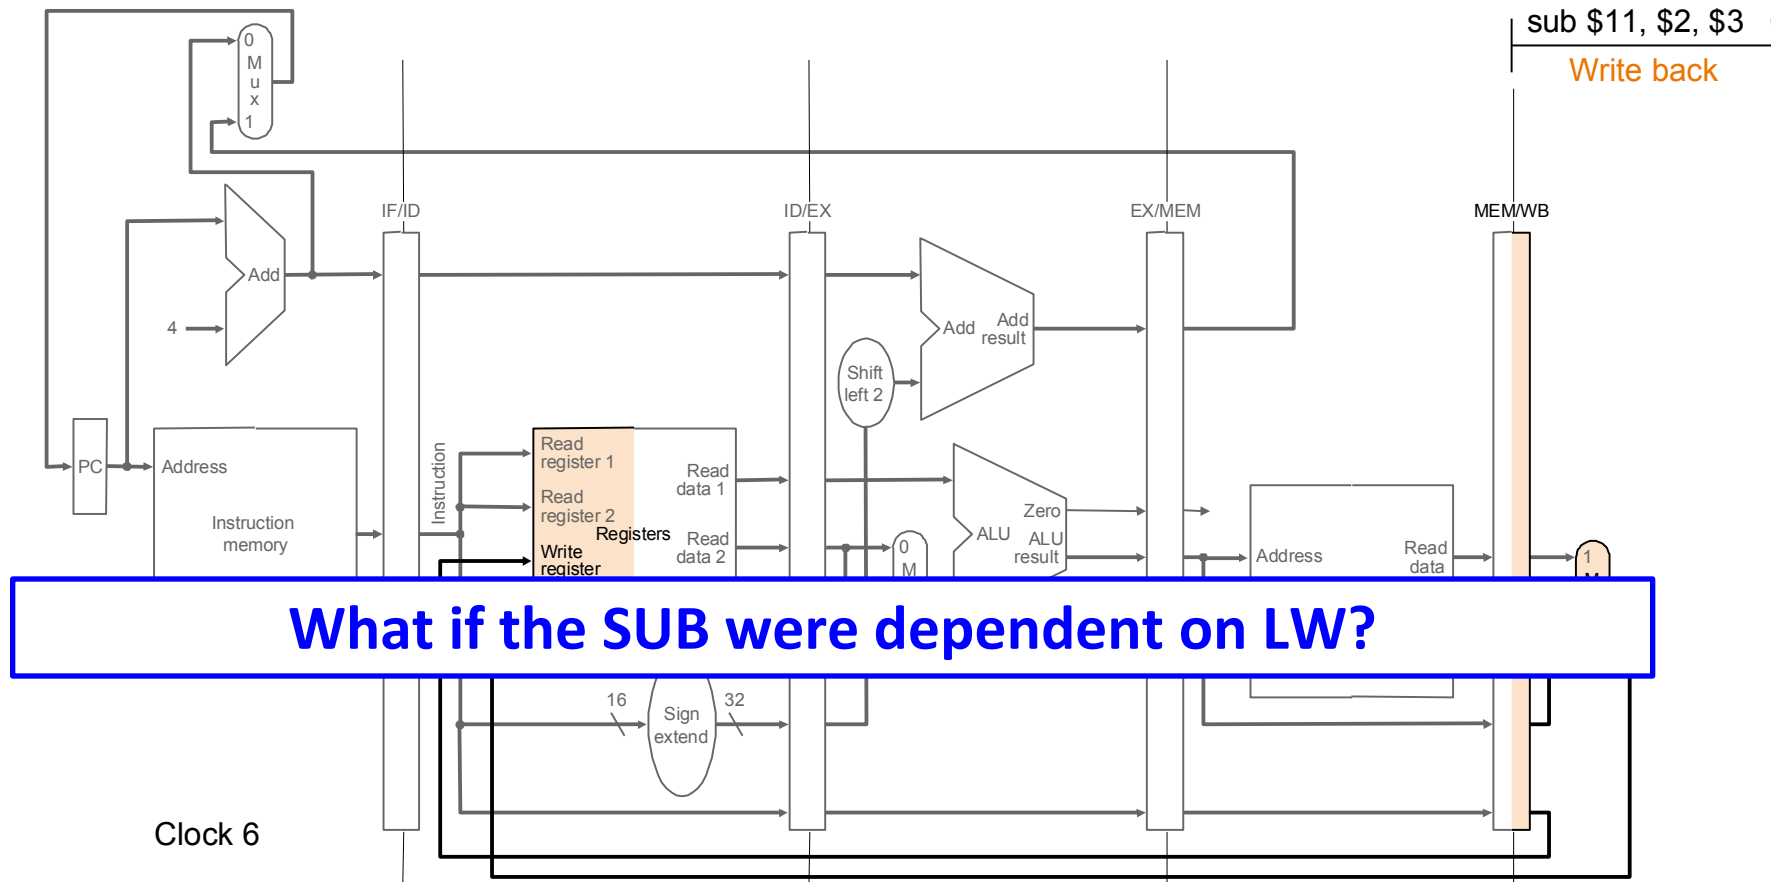 sub $11, $2, $3
Write back
0
M
u
x
1
IF/ID
ID/EX
EX/MEM
MEM/WB
Add
4
Add
Add
result
Shift
left 2
PC
Address
Instruction
memory
Instruction
Read
register 1
Read
register 2
Registers
Write
register
Read
data 1
Read
data 2
0
M
Zero
ALU
ALU
result
Address
Read
data
1
What if the SUB were dependent on LW?
16
Sign
extend
32
Clock 6